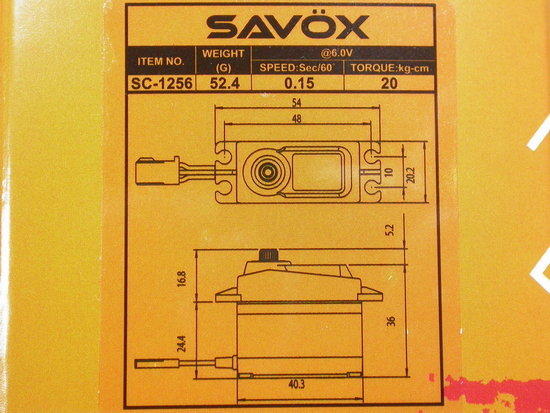 SAVÖX
ITEM NO. WEIGHT (G) @6.0V
SPEED:Sec/60° TORQUE:kg-cm
SC-1256 52.4 0.15 20
54
48
10
20.2
5.2
16.8
36
24.4
40.3